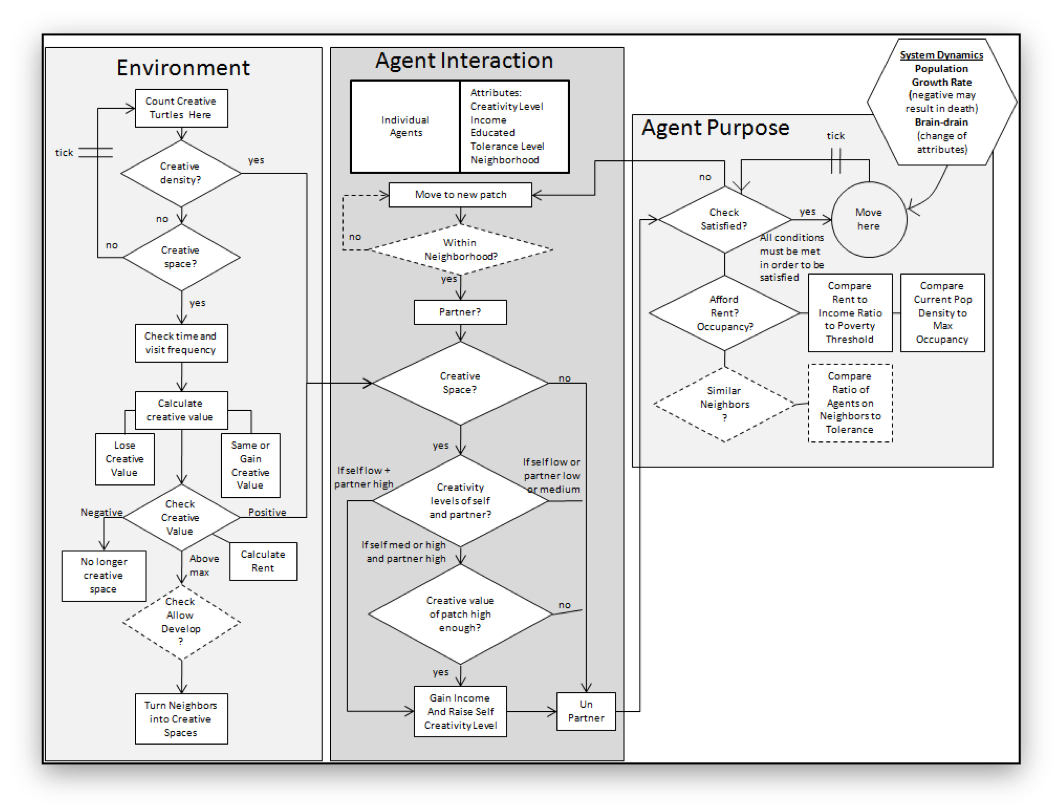 Environment
Count Creative
Turtles Here
tick
Creative
density?
yes
no
Creative
space?
no
yes
Check time and
visit frequency
Calculate
creative value
Lose
Creative
Value
Same or
Gain
Creative
Value
Check
Creative
Value
Negative
Positive
No longer
creative
space
Above
max
Calculate
Rent
Check
Allow
Develop
?
Turn Neighbors
into Creative
Spaces
Agent Interaction
Individual
Agents
Attributes:
Creativity Level
Income
Educated
Tolerance Level
Neighborhood
Move to new patch
Within
Neighborhood?
no
yes
Partner?
Creative
Space?
no
yes
If self low +
partner high
Creativity
levels of self
and partner?
If self low or
partner low
or medium
If self med or high
and partner high
Creative value
of patch high
enough?
no
yes
Gain Income
And Raise Self
Creativity Level
Un
Partner
Agent Purpose
tick
no
Check
Satisfied?
yes
Move
here
All conditions
must be met
in order to be
satisfied
Afford
Rent?
Occupancy?
Compare
Rent to
Income Ratio
to Poverty
Threshold
Compare
Current Pop
Density to
Max
Occupancy
Similar
Neighbors
?
Compare
Ratio of
Agents on
Neighbors to
Tolerance
System Dynamics
Population
Growth Rate
(negative may
result in death)
Brain-drain
(change of
attributes)